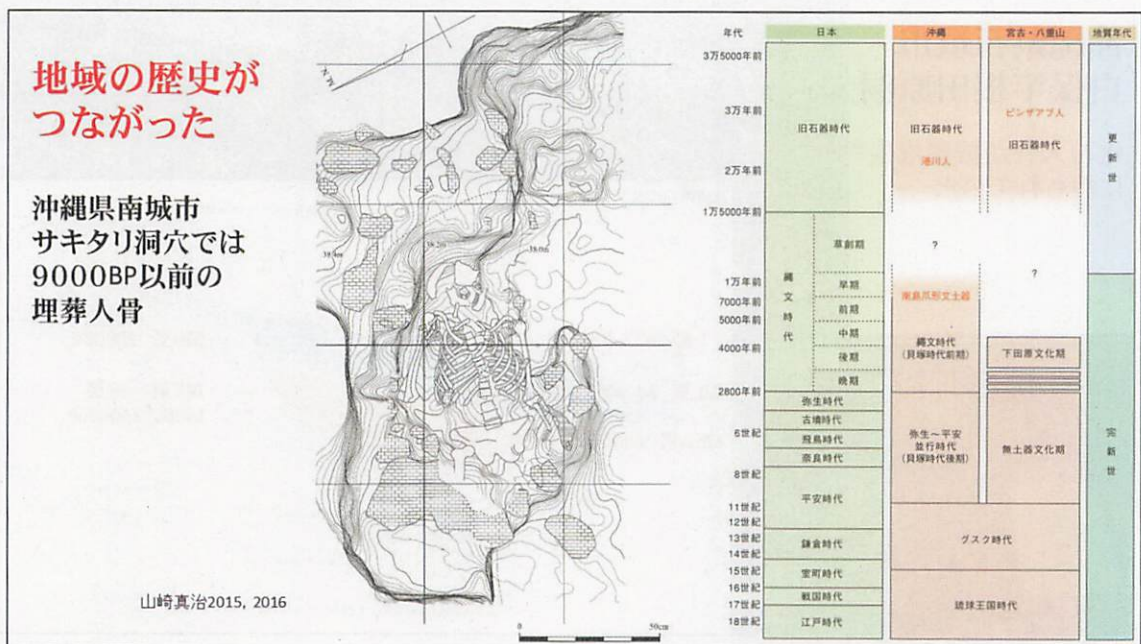 地域の歴史が
つながった
沖縄県南城市
サキタリ洞穴では
9000BP以前の
埋葬人骨
山崎真治2015, 2016
M.N.
38.2m
38.0m
0
50cm
年代
日本
沖縄
宮古・八重山
地質年代
3万5000年前
3万年前
2万年前
1万5000年前
1万年前
7000年前
5000年前
4000年前
2800年前
6世紀
8世紀
11世紀
12世紀
13世紀
14世紀
15世紀
16世紀
17世紀
18世紀
旧石器時代
縄文時代
草創期
早期
前期
中期
後期
晩期
弥生時代
古墳時代
飛鳥時代
奈良時代
平安時代
鎌倉時代
室町時代
戦国時代
江戸時代
旧石器時代
港川人
?
南島爪形文土器
縄文時代
(貝塚時代前期)
弥生～平安
並行時代
(貝塚時代後期)
ピンザアブ人
旧石器時代
?
下田原文化期
無土器文化期
グスク時代
琉球王国時代
更新世
完新世